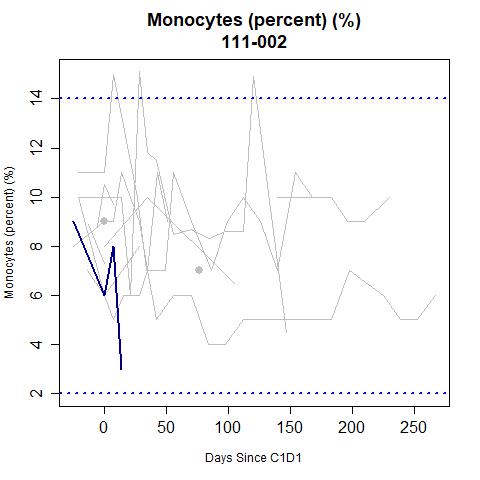 Monocytes (percent) (%)
111-002
Monocytes (percent) (%)
14
12
10
8
6
4
2
0 50 100 150 200 250
Days Since C1D1